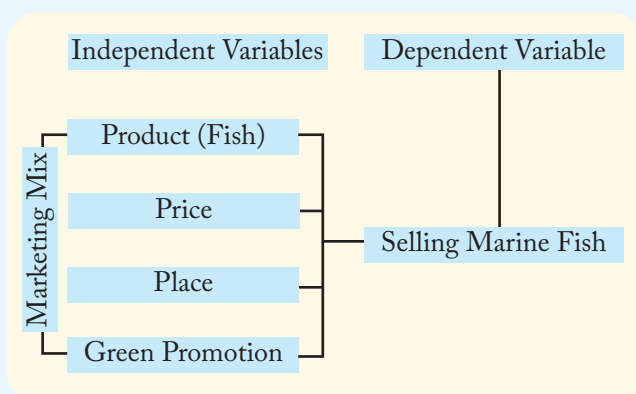 Independent Variables
Dependent Variable
Marketing Mix
Product (Fish)
Price
Place
Green Promotion
Selling Marine Fish